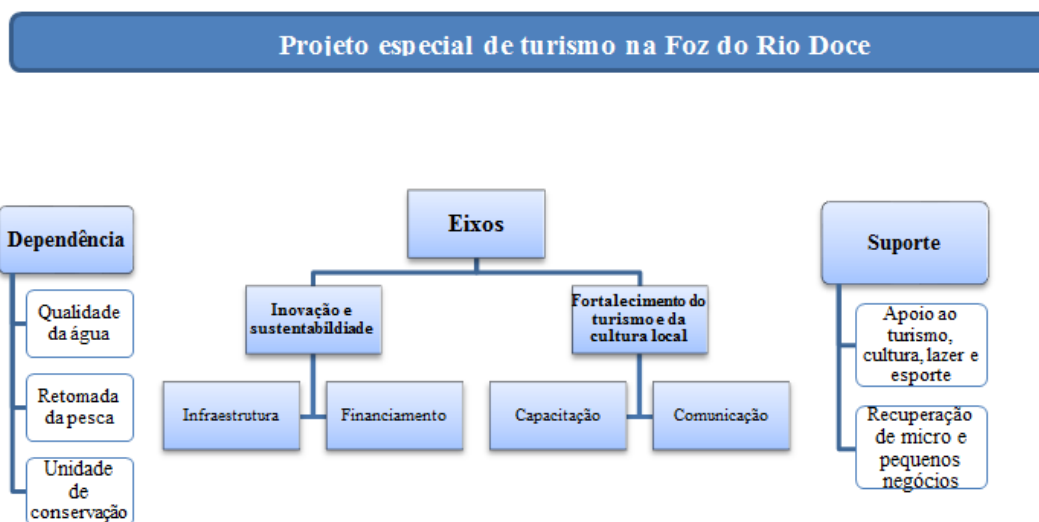 Projeto especial de turismo na Foz do Rio Doce
Dependência
Qualidade
da água
Retomada
da pesca
Unidade
de
conservação
Eixos
Inovação e
sustentabildiade
Fortalecimento do
turismo e da
cultura local
Infraestrutura
Financiamento
Capacitação
Comunicação
Suporte
Apoio ao
turismo,
cultura, lazer e
esporte
Recuperação
de micro e
pequenos
negócios